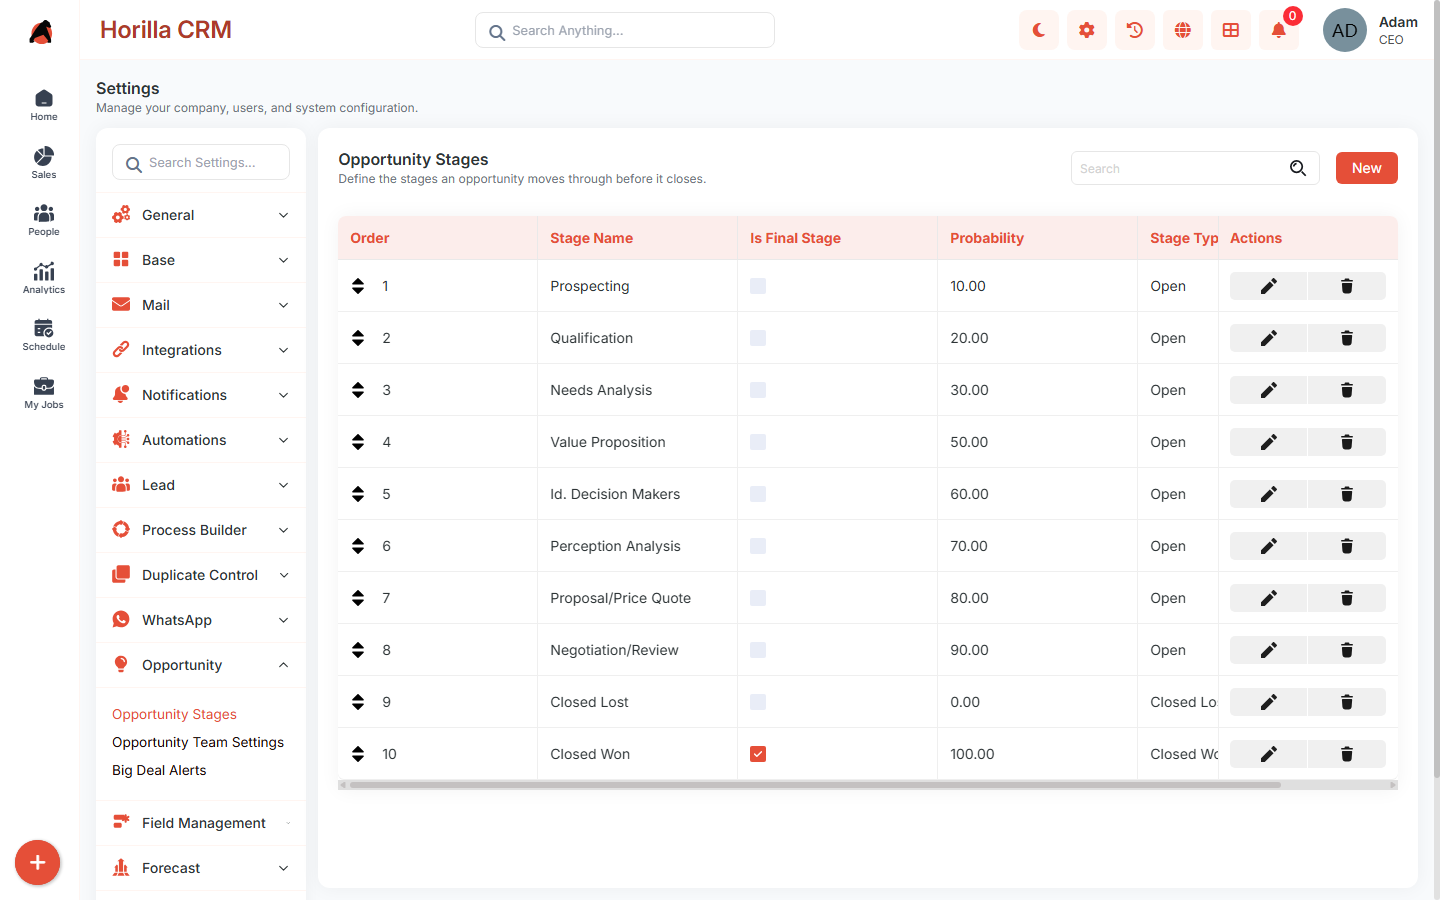 Horilla CRM
Search Anything...
0
AD
Adam
CEO
Home
Sales
People
Analytics
Schedule
My Jobs
Settings
Manage your company, users, and system configuration.
Search Settings...
General
Base
Mail
Integrations
Notifications
Automations
Lead
Process Builder
Duplicate Control
WhatsApp
Opportunity
Opportunity Stages
Opportunity Team Settings
Big Deal Alerts
Field Management
Forecast
Opportunity Stages
Define the stages an opportunity moves through before it closes.
Search
New
Order Stage Name Is Final Stage Probability Stage Typ Actions
1 Prospecting 10.00 Open
2 Qualification 20.00 Open
3 Needs Analysis 30.00 Open
4 Value Proposition 50.00 Open
5 Id. Decision Makers 60.00 Open
6 Perception Analysis 70.00 Open
7 Proposal/Price Quote 80.00 Open
8 Negotiation/Review 90.00 Open
9 Closed Lost 0.00 Closed Lo
10 Closed Won 100.00 Closed Wo